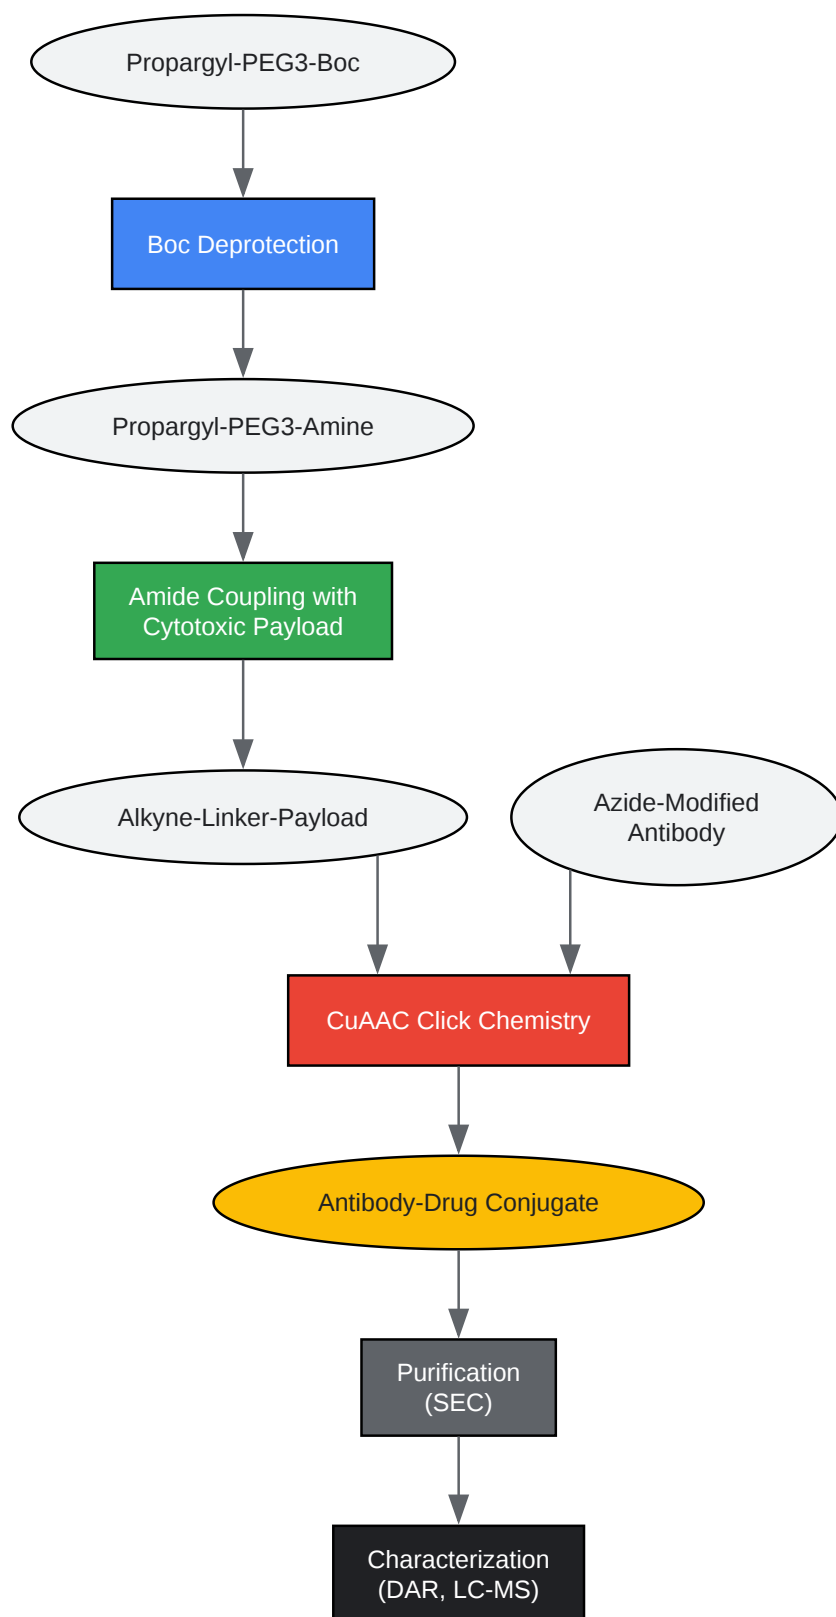 Propargyl-PEG3-Boc
Boc Deprotection
Propargyl-PEG3-Amine
Amide Coupling with
Cytotoxic Payload
Alkyne-Linker-Payload
Azide-Modified
Antibody
CuAAC Click Chemistry
Antibody-Drug Conjugate
Purification
(SEC)
Characterization
(DAR, LC-MS)